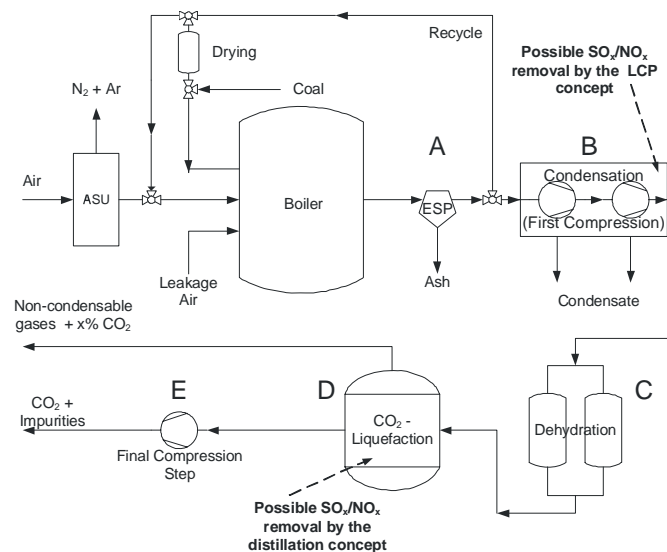 Recycle
Possible SOx/NOx
removal by the LCP
concept
Drying
N2 + Ar
Coal
A
B
Air
ASU
Boiler
ESP
Condensation
(First Compression)
Leakage
Air
Ash
Condensate
Non-condensable
gases + x% CO2
E
D
C
CO2 +
Impurities
CO2 -
Liquefaction
Dehydration
Final Compression
Step
Possible SOx/NOx
removal by the
distillation concept